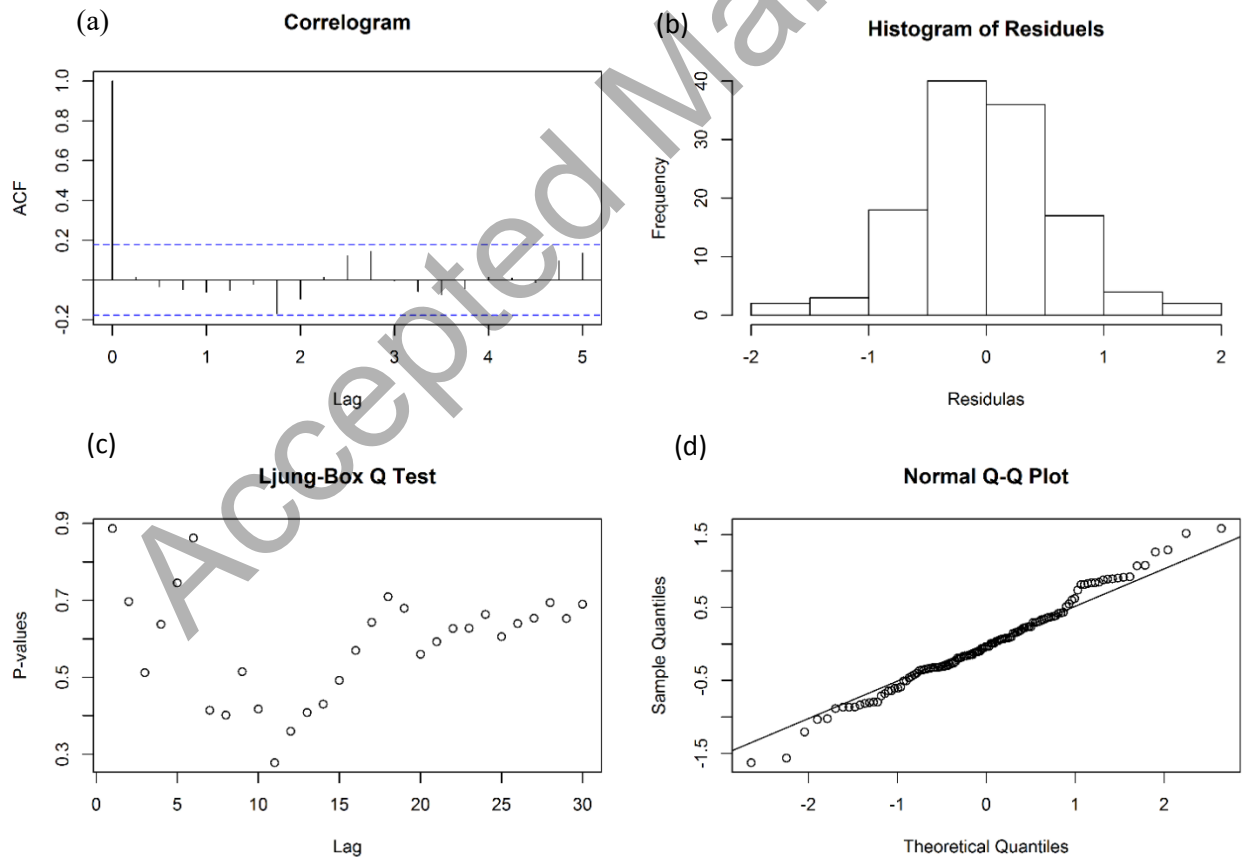 (a)
Correlogram
ACF
1.0
0.8
0.6
0.4
0.2
-0.2
0 1 2 3 4 5
Lag
(b)
Histogram of Residuels
Frequency
40
30
20
10
0
-2 -1 0 1 2
Residulas
(c)
Ljung-Box Q Test
P-values
0.9
0.7
0.5
0.3
0 5 10 15 20 25 30
Lag
(d)
Normal Q-Q Plot
Sample Quantiles
1.5
0.5
-0.5
-1.5
-2 -1 0 1 2
Theoretical Quantiles
Accepted Ma